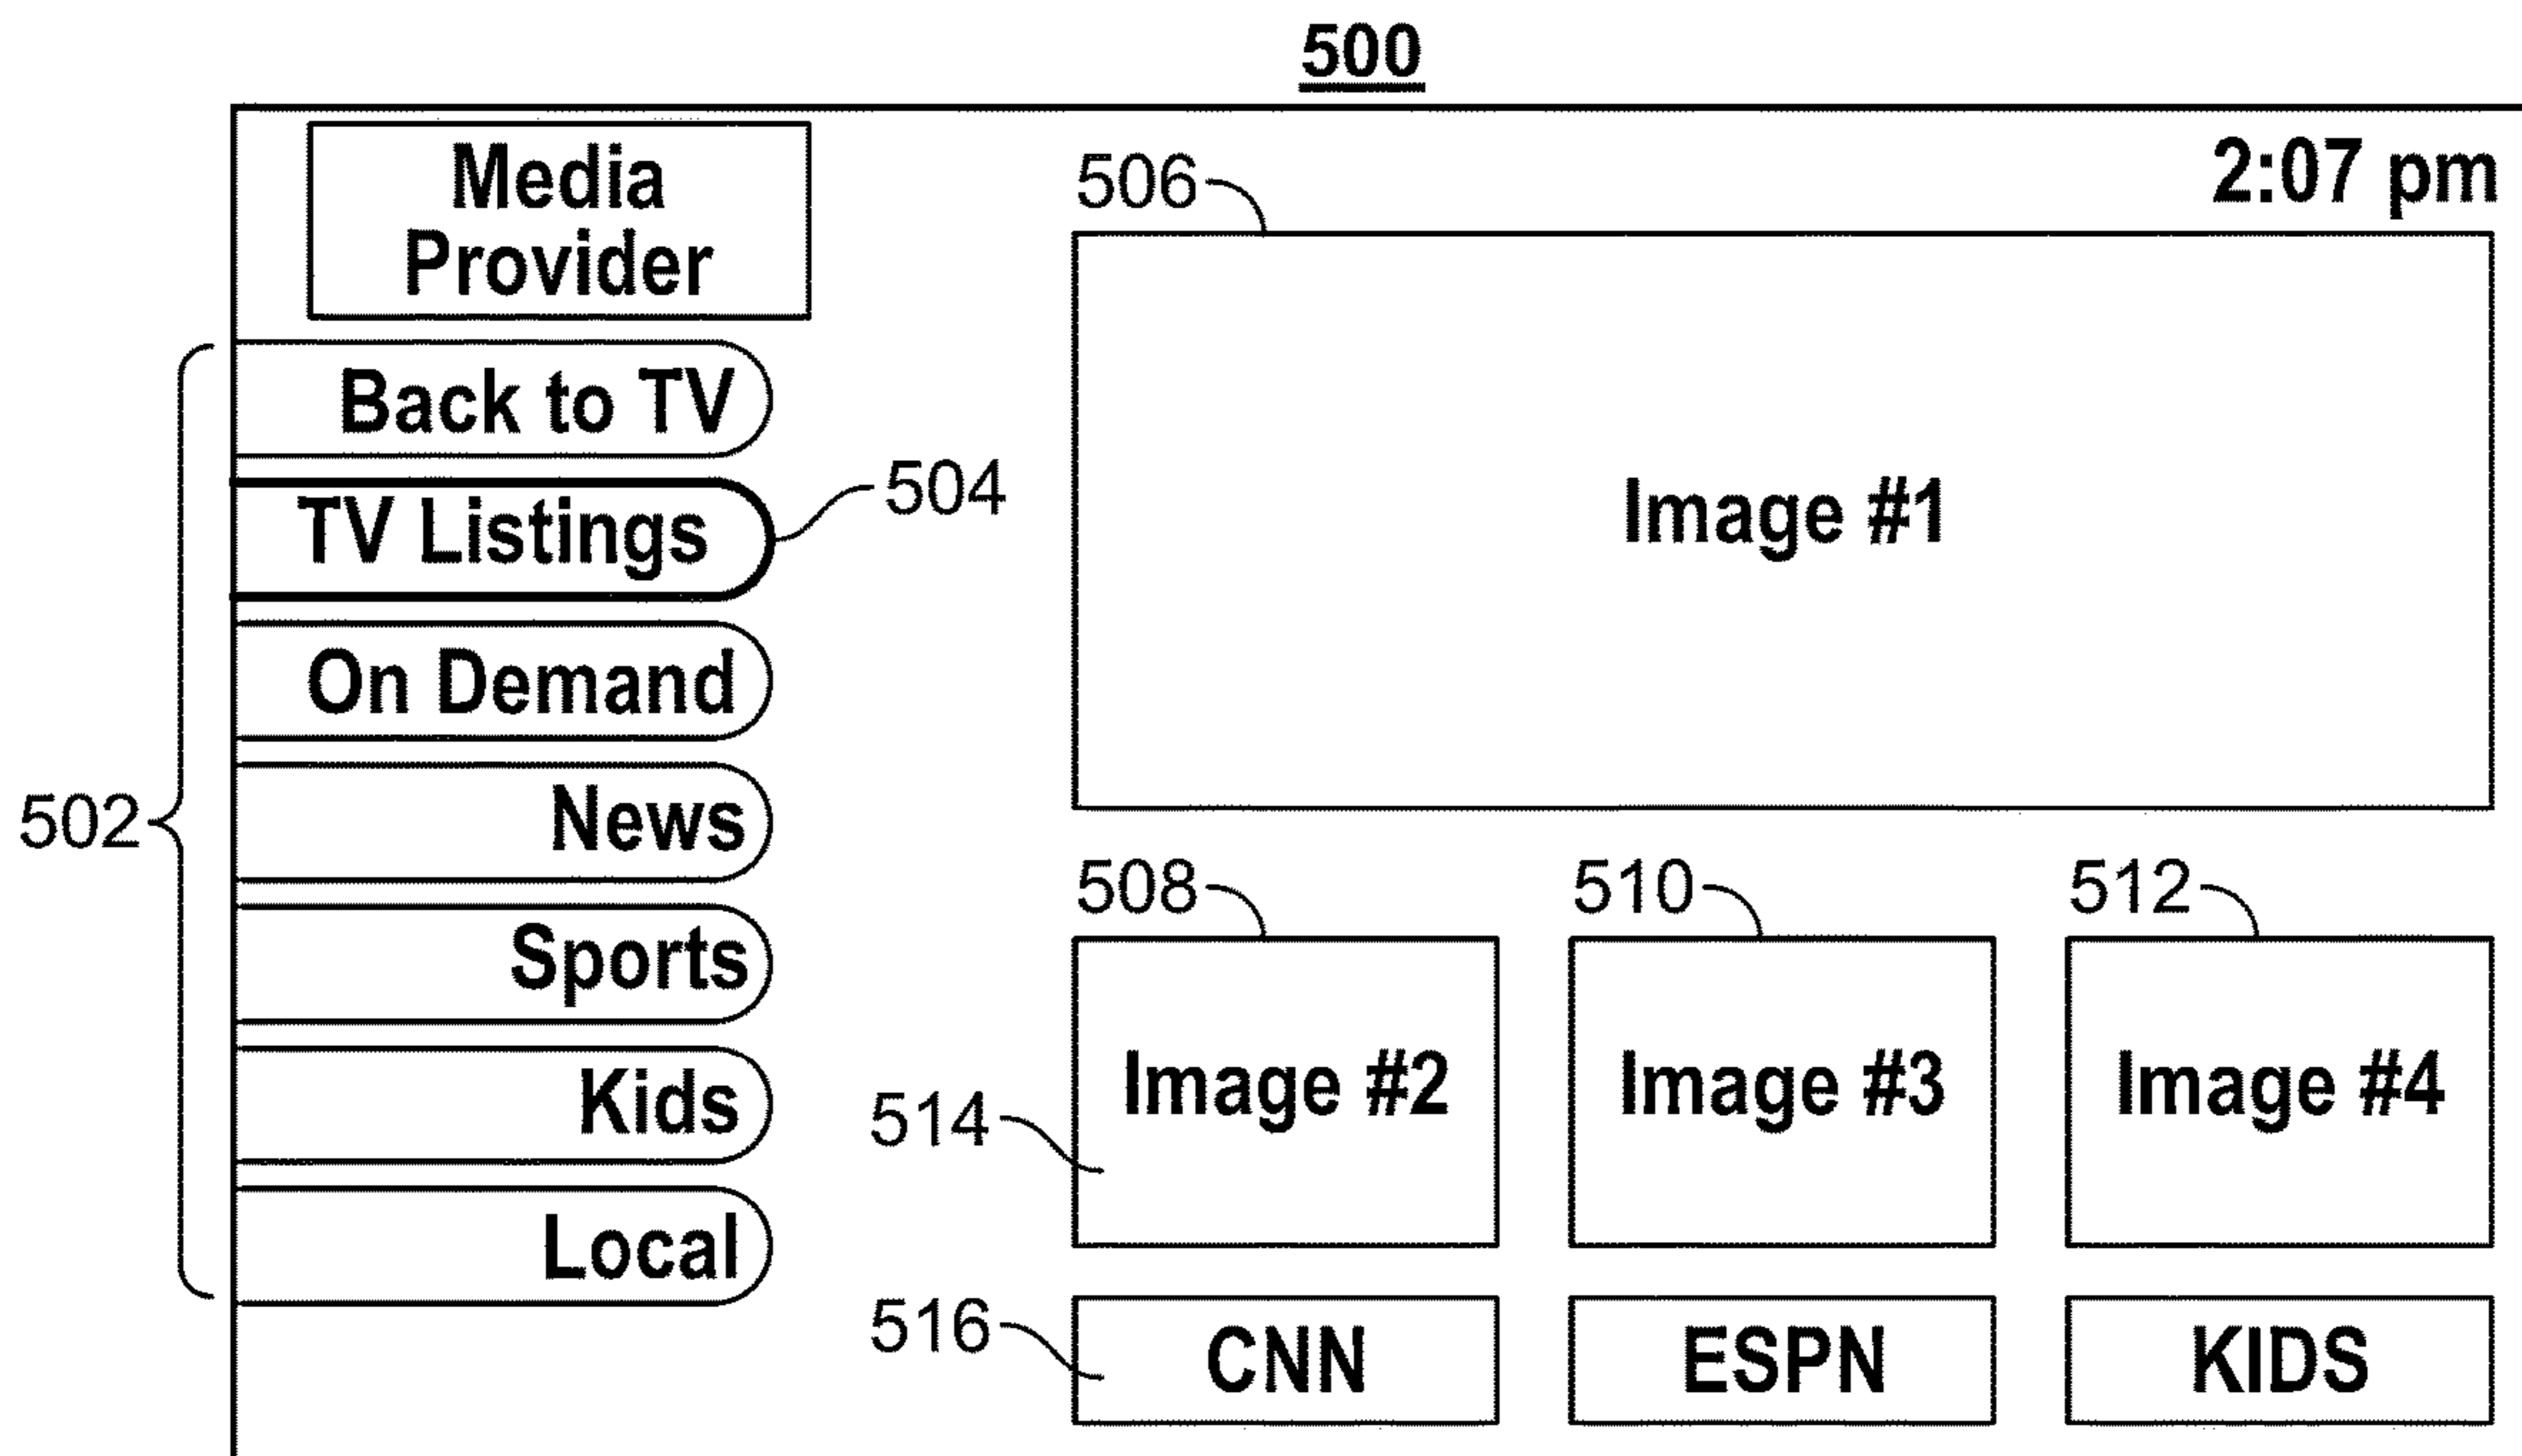 500
Media
Provider
2:07 pm
506
Back to TV
504
TV Listings
Image #1
On Demand
502
News
508
510
512
Sports
Image #2
Image #3
Image #4
514
Kids
Local
516
CNN
ESPN
KIDS